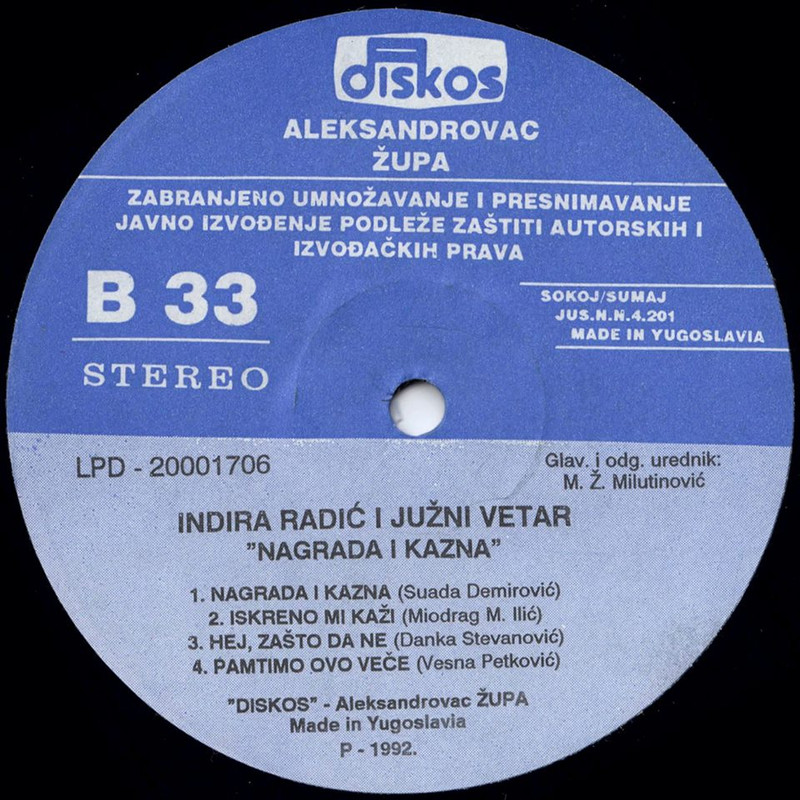 diskos
ALEKSANDROVAC
ŽUPA
ZABRANJENO UMNOŽAVANJE I PRESNIMAVANJE
JAVNO IZVOĐENJE PODLEŽE ZAŠTITI AUTORSKIH I
IZVOĐAČKIH PRAVA
B 33
STEREO
SOKOJ/SUMAJ
JUS.N.N.4.201
MADE IN YUGOSLAVIA
LPD - 20001706
Glav. i odg. urednik:
M. Ž. Milutinović
INDIRA RADIĆ I JUŽNI VETAR
"NAGRADA I KAZNA"
1. NAGRADA I KAZNA (Suada Demirović)
2. ISKRENO MI KAŽI (Miodrag M. Ilić)
3. HEJ, ZAŠTO DA NE (Danka Stevanović)
4. PAMTIMO OVO VEČE (Vesna Petković)
"DISKOS" - Aleksandrovac ŽUPA
Made in Yugoslavia
P - 1992.